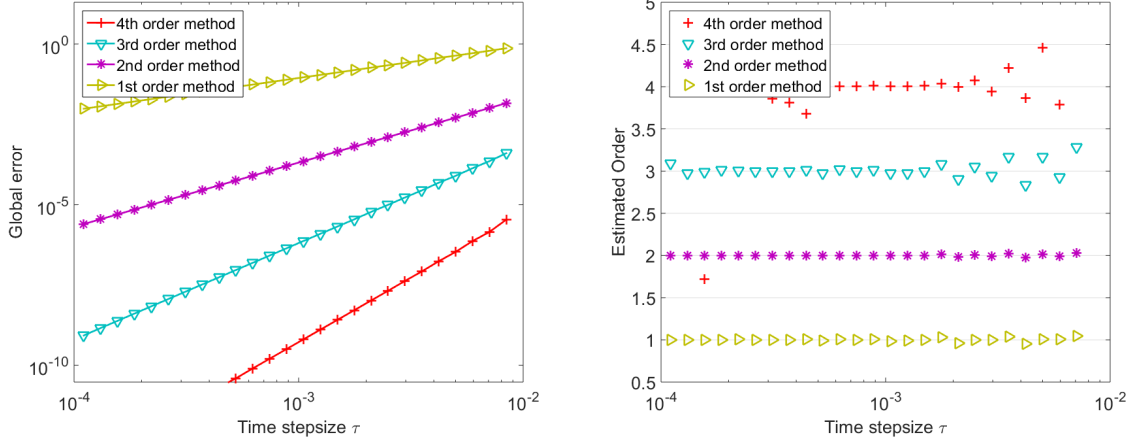 4th order method
3rd order method
2nd order method
1st order method
10^0
10^-5
10^-10
Global error
10^-4
10^-3
10^-2
Time stepsize τ
4th order method
3rd order method
2nd order method
1st order method
5
4.5
4
3.5
3
2.5
2
1.5
1
0.5
Estimated Order
10^-4
10^-3
10^-2
Time stepsize τ